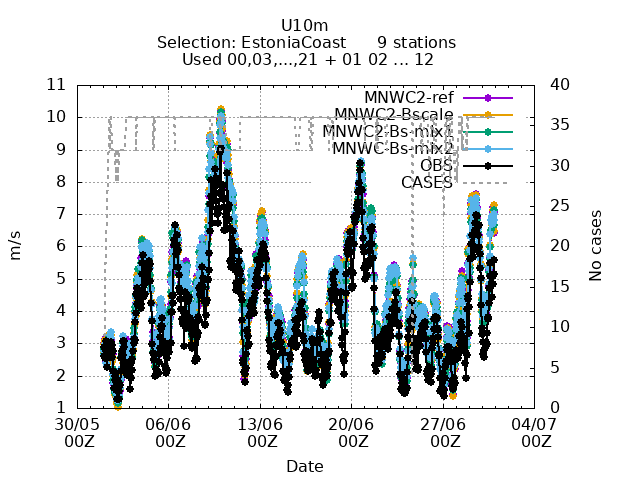 U10m
Selection: EstoniaCoast 9 stations
Used 00,03,...,21 + 01 02 ... 12
MNWC2-ref
MNWC2-Bscale
MNWC2-Bs-mix1
MNWC-Bs-mix2
OBS
CASES
11
10
9
8
7
6
5
4
3
2
1
m/s
40
35
30
25
20
15
10
5
0
No cases
30/05 06/06 13/06 20/06 27/06 04/07
00Z 00Z 00Z 00Z 00Z 00Z
Date